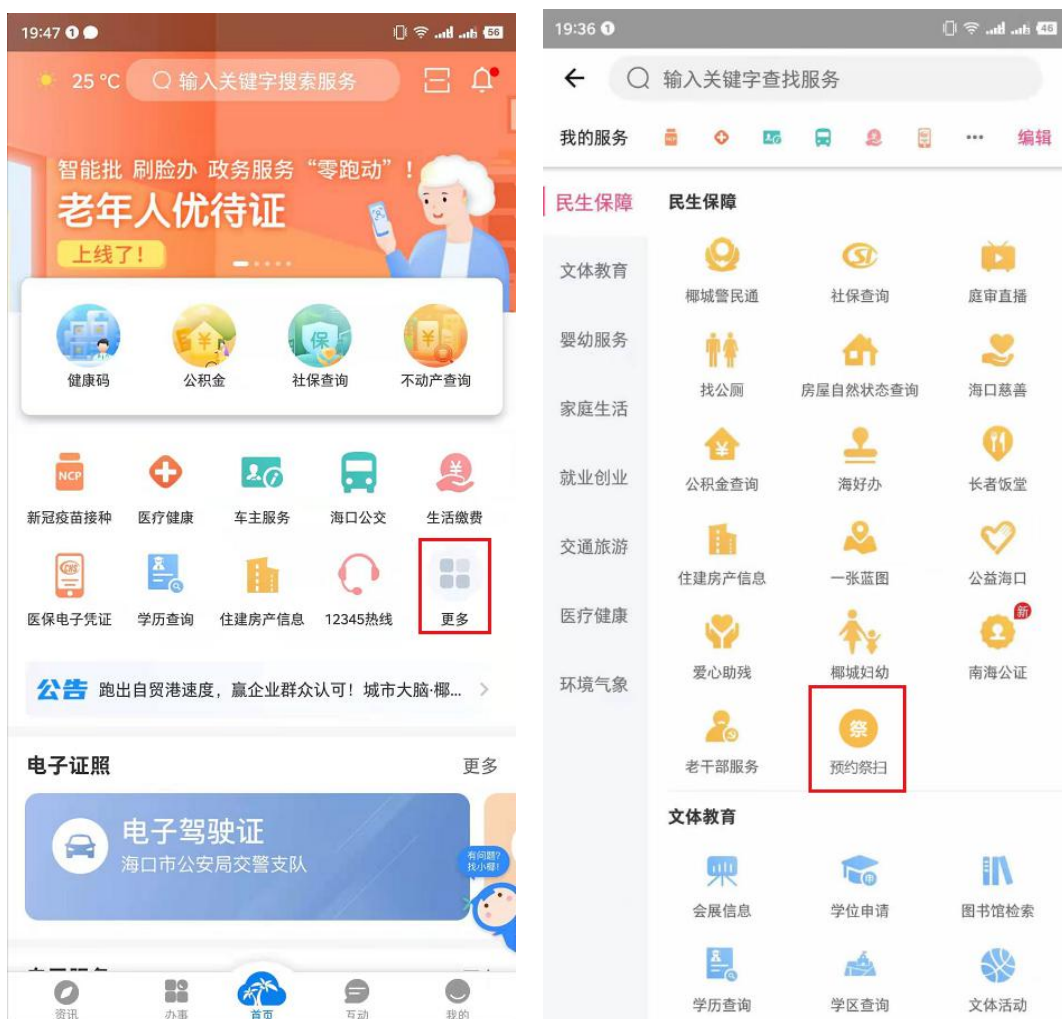 19:47 1
56
25 °C
输入关键字搜索服务
智能批 刷脸办 政务服务“零跑动”！
老年人优待证
上线了！
健康码
公积金
保
社保查询
不动产查询
NCP
新冠疫苗接种
医疗健康
车主服务
海口公交
生活缴费
医保电子凭证
学历查询
住建房产信息
12345热线
更多
公告 跑出自贸港速度，赢企业群众认可！城市大脑·椰...
电子证照
更多
电子驾驶证
海口市公安局交警支队
有问题？
找小椰！
资讯
办事
首页
互动
我的
19:36 1
46
输入关键字查找服务
我的服务
编辑
民生保障
文体教育
婴幼服务
家庭生活
就业创业
交通旅游
医疗健康
环境气象
民生保障
椰城警民通
社保查询
庭审直播
找公厕
房屋自然状态查询
海口慈善
公积金查询
海好办
长者饭堂
住建房产信息
一张蓝图
公益海口
新
爱心助残
椰城妇幼
南海公证
祭
老干部服务
预约祭扫
文体教育
会展信息
学位申请
图书馆检索
学历查询
学区查询
文体活动